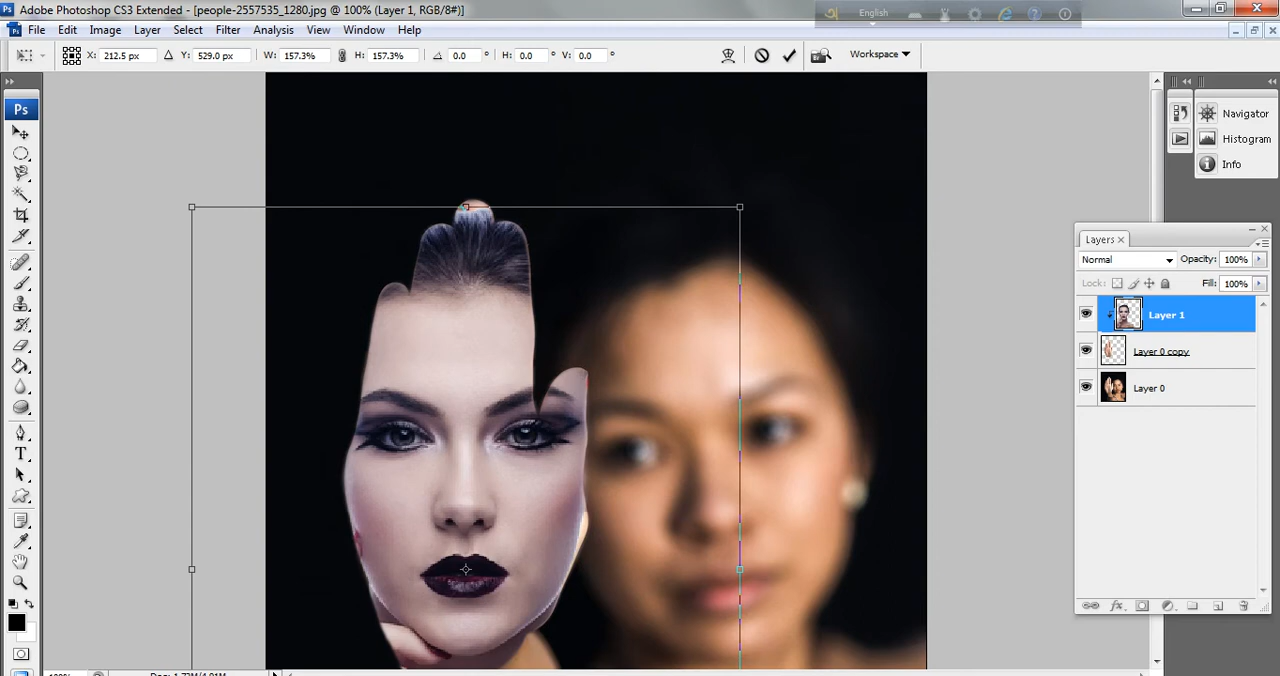 Ps Adobe Photoshop CS3 Extended - [people-2557535_1280.jpg @ 100% (Layer 1, RGB/8#)]
English
File Edit Image Layer Select Filter Analysis View Window Help
X: 212.5 px Y: 529.0 px W: 157.3% H: 157.3% 0.0 ° H: 0.0 ° V: 0.0 ° Workspace
Ps
Navigator
Histogram
Info
Layers
Normal Opacity: 100%
Lock: Fill: 100%
Layer 1
Layer 0 copy
Layer 0